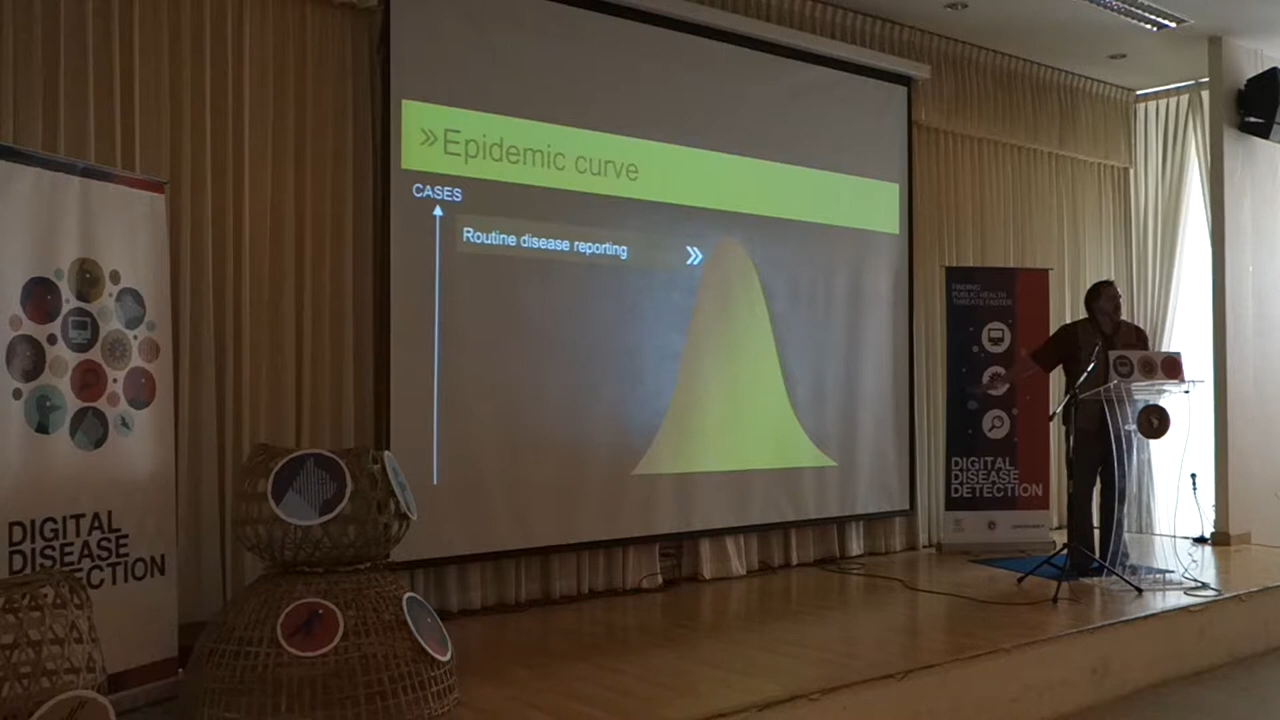 »Epidemic curve
CASES
Routine disease reporting »
DIGITAL
DISEASE
DETECTION
FINDING
PUBLIC HEALTH
THREATS FASTER
DIGITAL
DISEASE
DETECTION